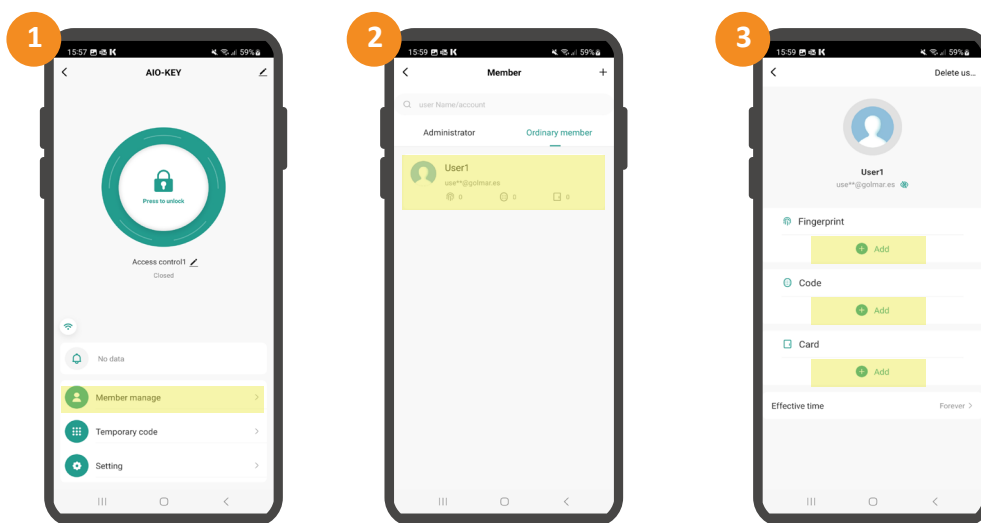 1
15:57 K 59%
AIO-KEY
Press to unlock
Access control1
Closed
No data
Member manage
Temporary code
Setting
2
15:59 K 59%
Member
user Name/account
Administrator
Ordinary member
User1
use**@golmar.es
0 0 0
3
15:59 K 59%
Delete us...
User1
use**@golmar.es
Fingerprint
Add
Code
Add
Card
Add
Effective time
Forever